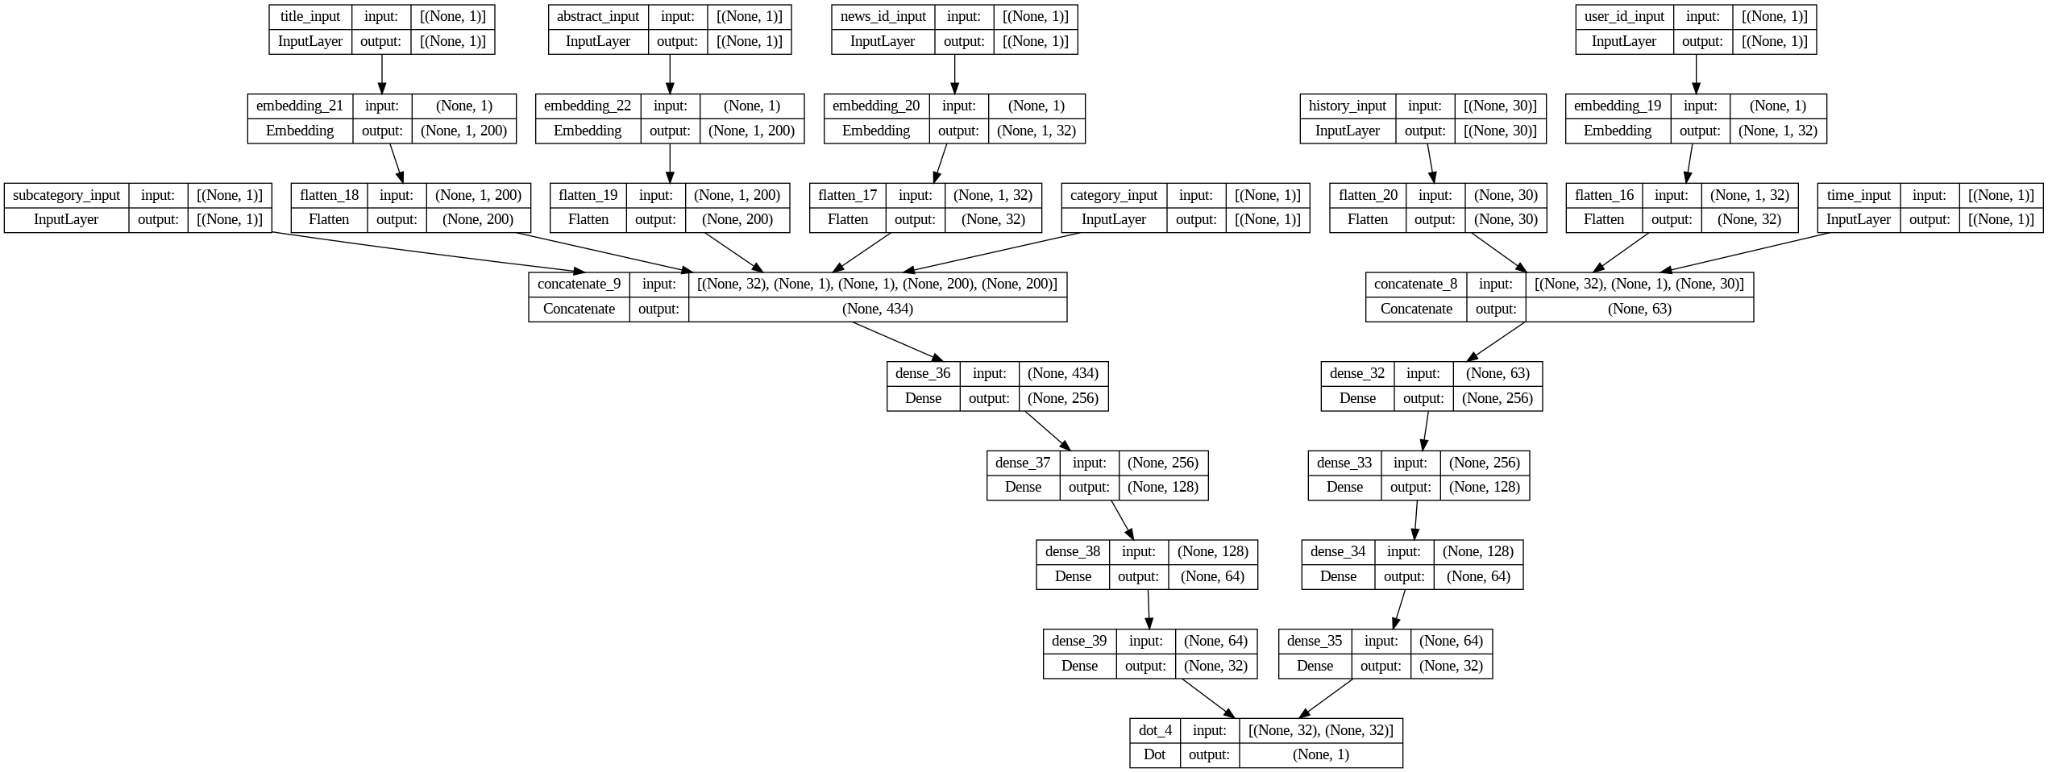 title_input input: [(None, 1)]
InputLayer output: [(None, 1)]
abstract_input input: [(None, 1)]
InputLayer output: [(None, 1)]
news_id_input input: [(None, 1)]
InputLayer output: [(None, 1)]
user_id_input input: [(None, 1)]
InputLayer output: [(None, 1)]
embedding_21 input: (None, 1)
Embedding output: (None, 1, 200)
embedding_22 input: (None, 1)
Embedding output: (None, 1, 200)
embedding_20 input: (None, 1)
Embedding output: (None, 1, 32)
history_input input: [(None, 30)]
InputLayer output: [(None, 30)]
embedding_19 input: (None, 1)
Embedding output: (None, 1, 32)
subcategory_input input: [(None, 1)]
InputLayer output: [(None, 1)]
flatten_18 input: (None, 1, 200)
Flatten output: (None, 200)
flatten_19 input: (None, 1, 200)
Flatten output: (None, 200)
flatten_17 input: (None, 1, 32)
Flatten output: (None, 32)
category_input input: [(None, 1)]
InputLayer output: [(None, 1)]
flatten_20 input: (None, 30)
Flatten output: (None, 30)
flatten_16 input: (None, 1, 32)
Flatten output: (None, 32)
time_input input: [(None, 1)]
InputLayer output: [(None, 1)]
concatenate_9 input: [(None, 32), (None, 1), (None, 1), (None, 200), (None, 200)]
Concatenate output: (None, 434)
concatenate_8 input: [(None, 32), (None, 1), (None, 30)]
Concatenate output: (None, 63)
dense_36 input: (None, 434)
Dense output: (None, 256)
dense_32 input: (None, 63)
Dense output: (None, 256)
dense_37 input: (None, 256)
Dense output: (None, 128)
dense_33 input: (None, 256)
Dense output: (None, 128)
dense_38 input: (None, 128)
Dense output: (None, 64)
dense_34 input: (None, 128)
Dense output: (None, 64)
dense_39 input: (None, 64)
Dense output: (None, 32)
dense_35 input: (None, 64)
Dense output: (None, 32)
dot_4 input: [(None, 32), (None, 32)]
Dot output: (None, 1)